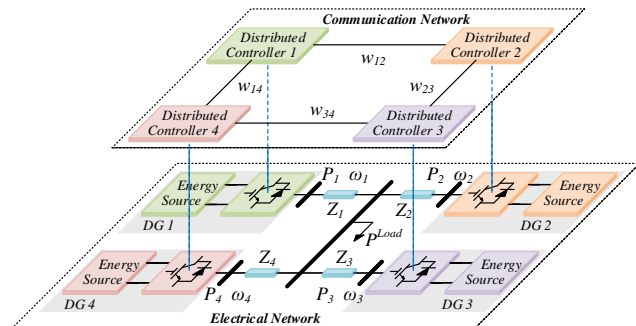 Communication Network
Distributed
Controller 1
Distributed
Controller 2
w12
w14
w23
w34
Distributed
Controller 4
Distributed
Controller 3
Energy
Source
P1 ω1
P2 ω2
Energy
Source
Z1
Z2
DG 1
DG 2
P^Load
Energy
Source
Z4
Z3
Energy
Source
P4 ω4
P3 ω3
DG 4
DG 3
Electrical Network